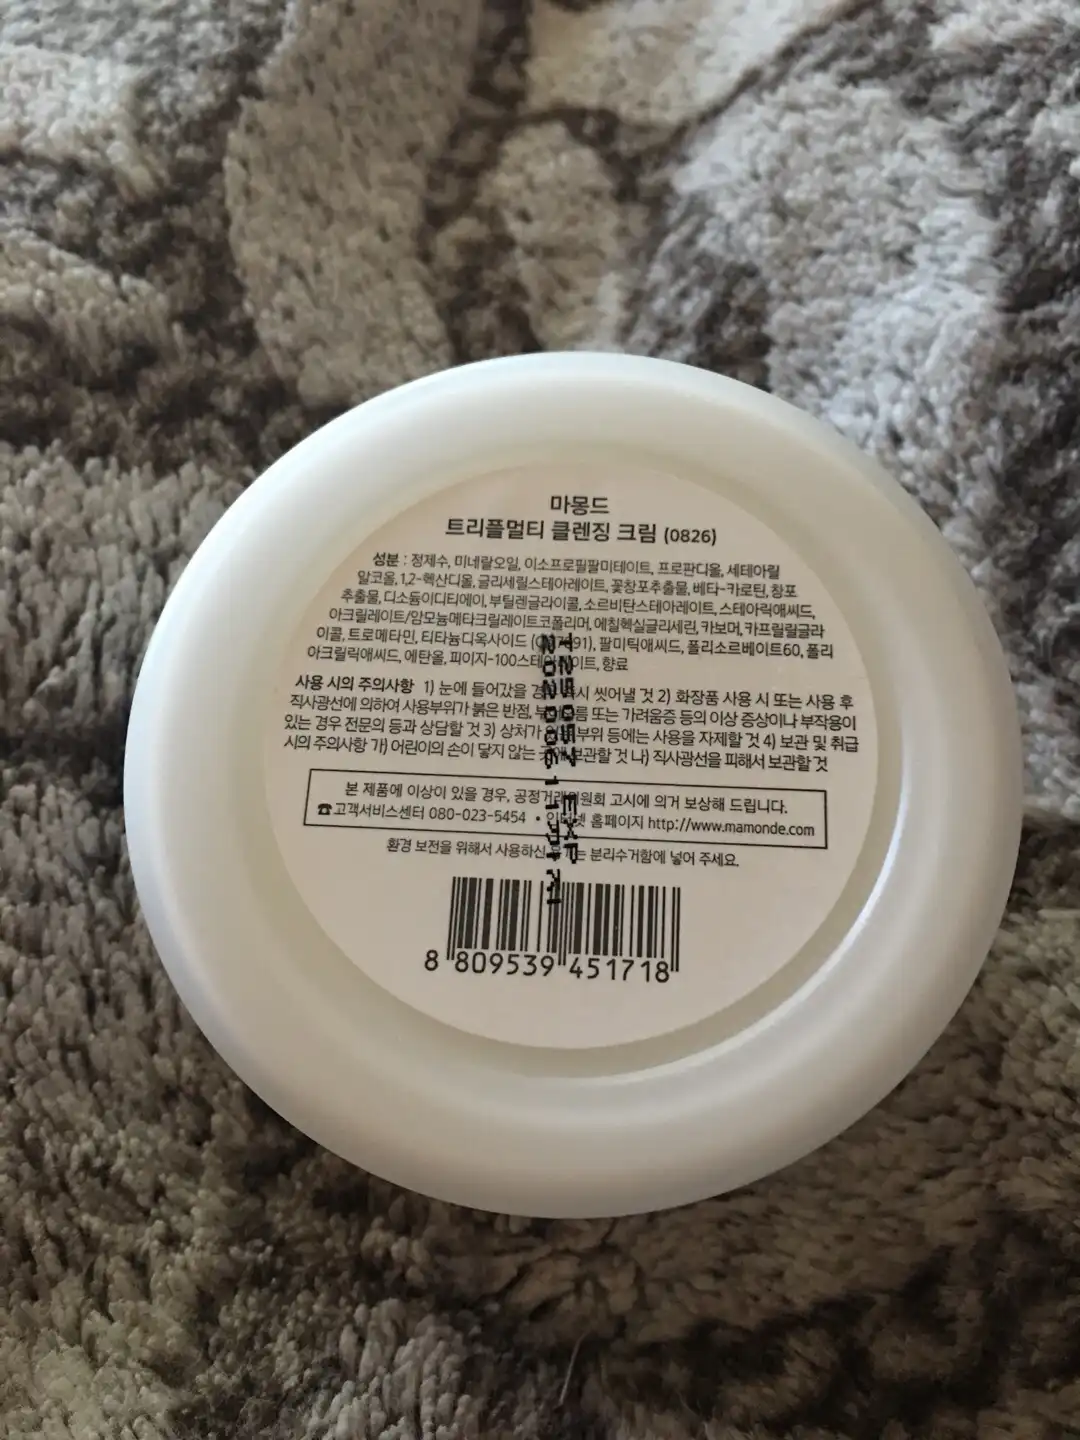 마몽드
트리플멀티 클렌징 크림 (0826)
성분 : 정제수, 미네랄오일, 이소프로필팔미테이트, 프로판디올, 세테아릴
알코올, 1,2-헥산디올, 글리세릴스테아레이트, 꽃창포추출물, 베타-카로틴, 창포
추출물, 디소듐이디티에이, 부틸렌글라이콜, 소르비탄스테아레이트, 스테아릭애씨드,
아크릴레이트/암모늄메타크릴레이트코폴리머, 에칠헥실글리세린, 카보머, 카프릴릴글라
이콜, 트로메타민, 티타늄디옥사이드 팔미틱애씨드, 폴리소르베이트60, 폴리
아크릴릭애씨드, 에탄올, 피이지-100스테아레이트, 향료
사용 시의 주의사항 1) 눈에 들어갔을 경우 즉시 씻어낼 것 2) 화장품 사용 시 또는 사용 후
직사광선에 의하여 사용부위가 붉은 반점, 부어오름 또는 가려움증 등의 이상 증상이나 부작용이
있는 경우 전문의 등과 상담할 것 3) 상처가 있는 부위 등에는 사용을 자제할 것 4) 보관 및 취급
시의 주의사항 가) 어린이의 손이 닿지 않는 곳에 보관할 것 나) 직사광선을 피해서 보관할 것
본 제품에 이상이 있을 경우, 공정거래위원회 고시에 의거 보상해 드립니다.
☎고객서비스센터 080-023-5454 • 인터넷 홈페이지 http://www.mamonde.com
환경 보전을 위해서 사용하신 용기는 분리수거함에 넣어 주세요.
EXP
까지
8 809539 451718